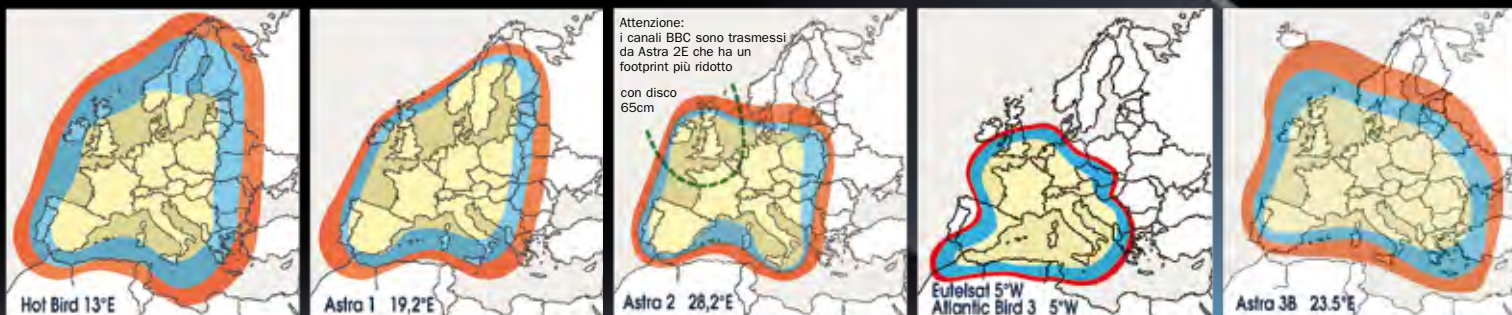 Hot Bird 13°E
Astra 1 19,2°E
Attenzione:
i canali BBC sono trasmessi
da Astra 2E che ha un
footprint più ridotto
con disco
65cm
Astra 2 28,2°E
Eutelsat 5°W
Atlantic Bird 3 5°W
Astra 3B 23.5°E